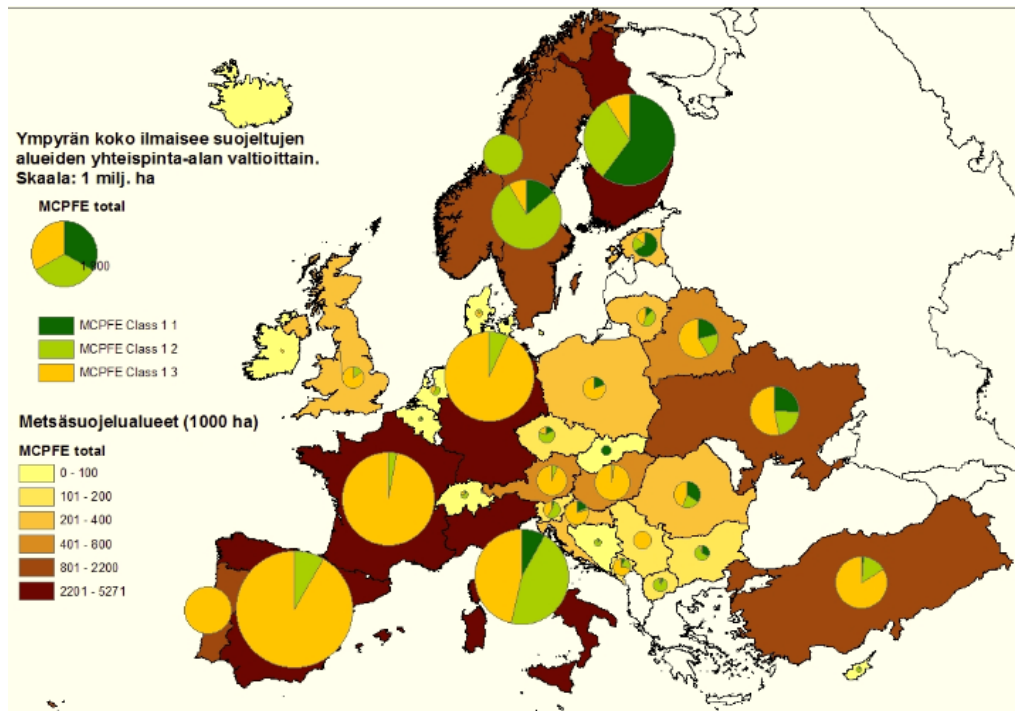 Ympyrän koko ilmaisee suojeltujen
alueiden yhteispinta-alan valtioittain.
Skaala: 1 milj. ha
MCPFE total
MCPFE Class 1 1
MCPFE Class 1 2
MCPFE Class 1 3
Metsäsuojelualueet (1000 ha)
MCPFE total
0 - 100
101 - 200
201 - 400
401 - 800
801 - 2200
2201 - 5271